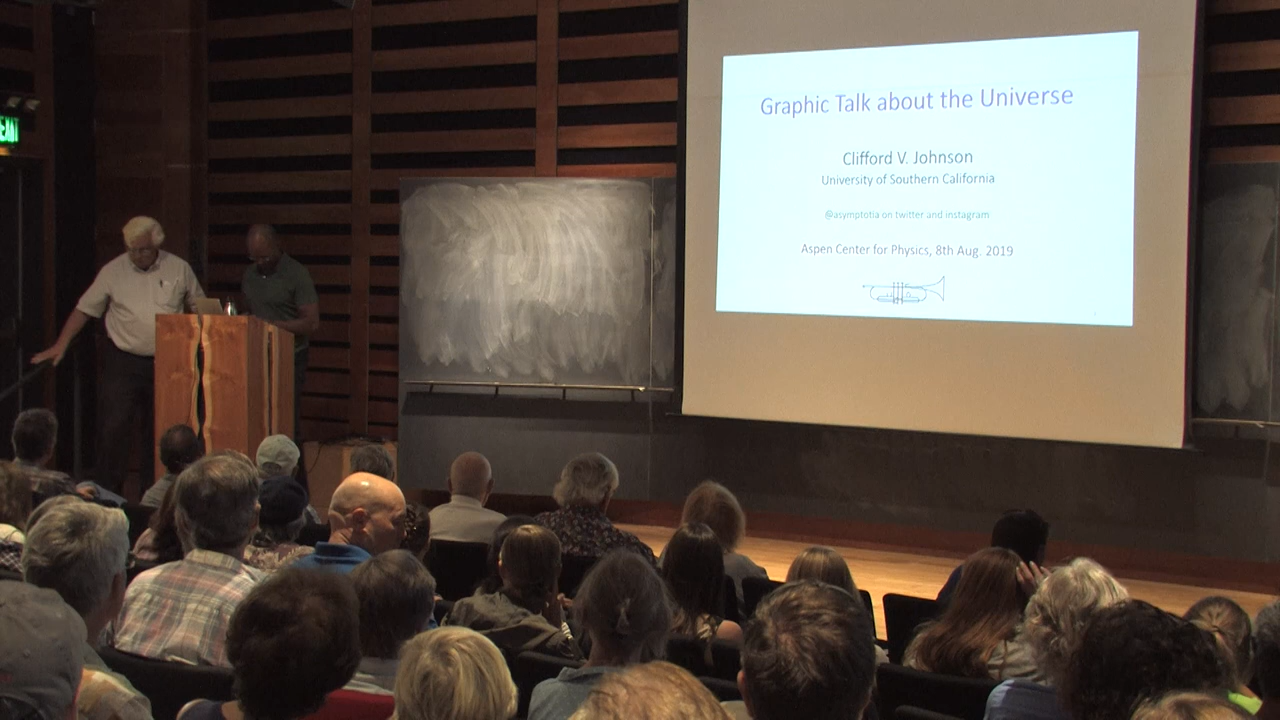 Graphic Talk about the Universe
Clifford V. Johnson
University of Southern California
@asymptotia on twitter and instagram
Aspen Center for Physics, 8th Aug. 2019